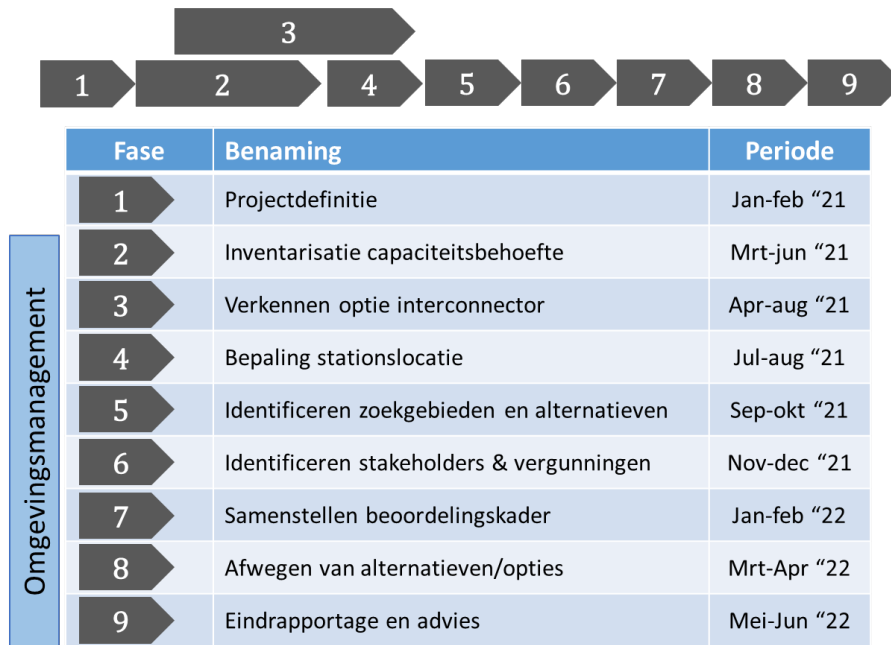 3
1 2 4 5 6 7 8 9
Fase Benaming Periode
1 Projectdefinitie Jan-feb “21
2 Inventarisatie capaciteitsbehoefte Mrt-jun “21
3 Verkennen optie interconnector Apr-aug “21
4 Bepaling stationslocatie Jul-aug “21
5 Identificeren zoekgebieden en alternatieven Sep-okt “21
6 Identificeren stakeholders & vergunningen Nov-dec “21
7 Samenstellen beoordelingskader Jan-feb “22
8 Afwegen van alternatieven/opties Mrt-Apr “22
9 Eindrapportage en advies Mei-Jun “22
Omgevingsmanagement